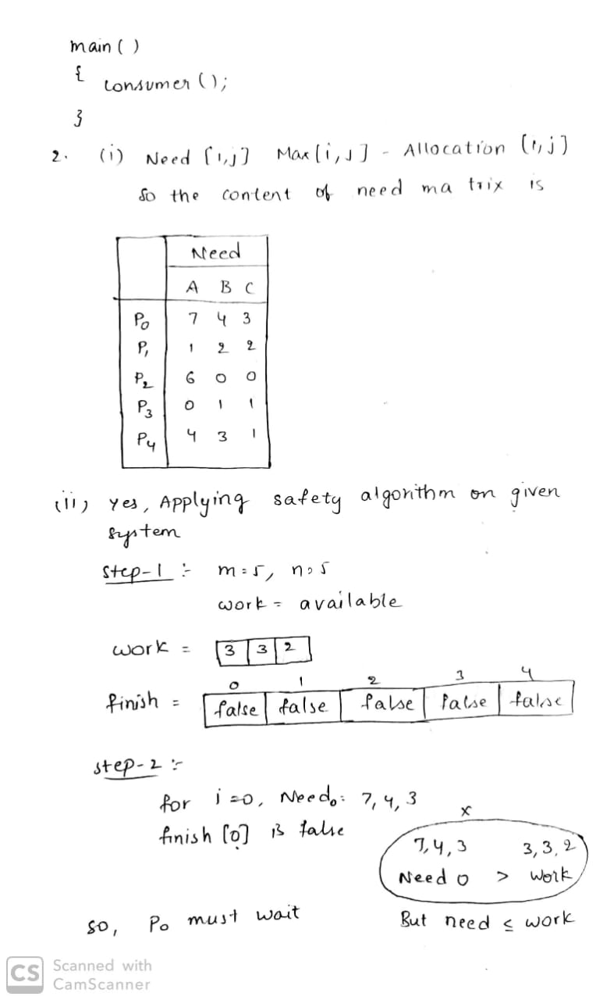 main ( )
{ consumer ( );
}
2. (i) Need [i,j] Max [i,j] - Allocation [i,j]
So the content of need matrix is
Need
A B C
P0 7 4 3
P1 1 2 2
P2 6 0 0
P3 0 1 1
P4 4 3 1
(ii) yes, Applying safety algorithm on given
system
step-1 :- m=5, n=5
work = available
work = 3 3 2
0 1 2 3 4
finish = false false false false false
step-2 :-
for i=0, Need0: 7,4,3
finish [0] is false
x
7,4,3 3,3,2
Need 0 > work
so, P0 must wait But need ≤ work
CS Scanned with
CamScanner